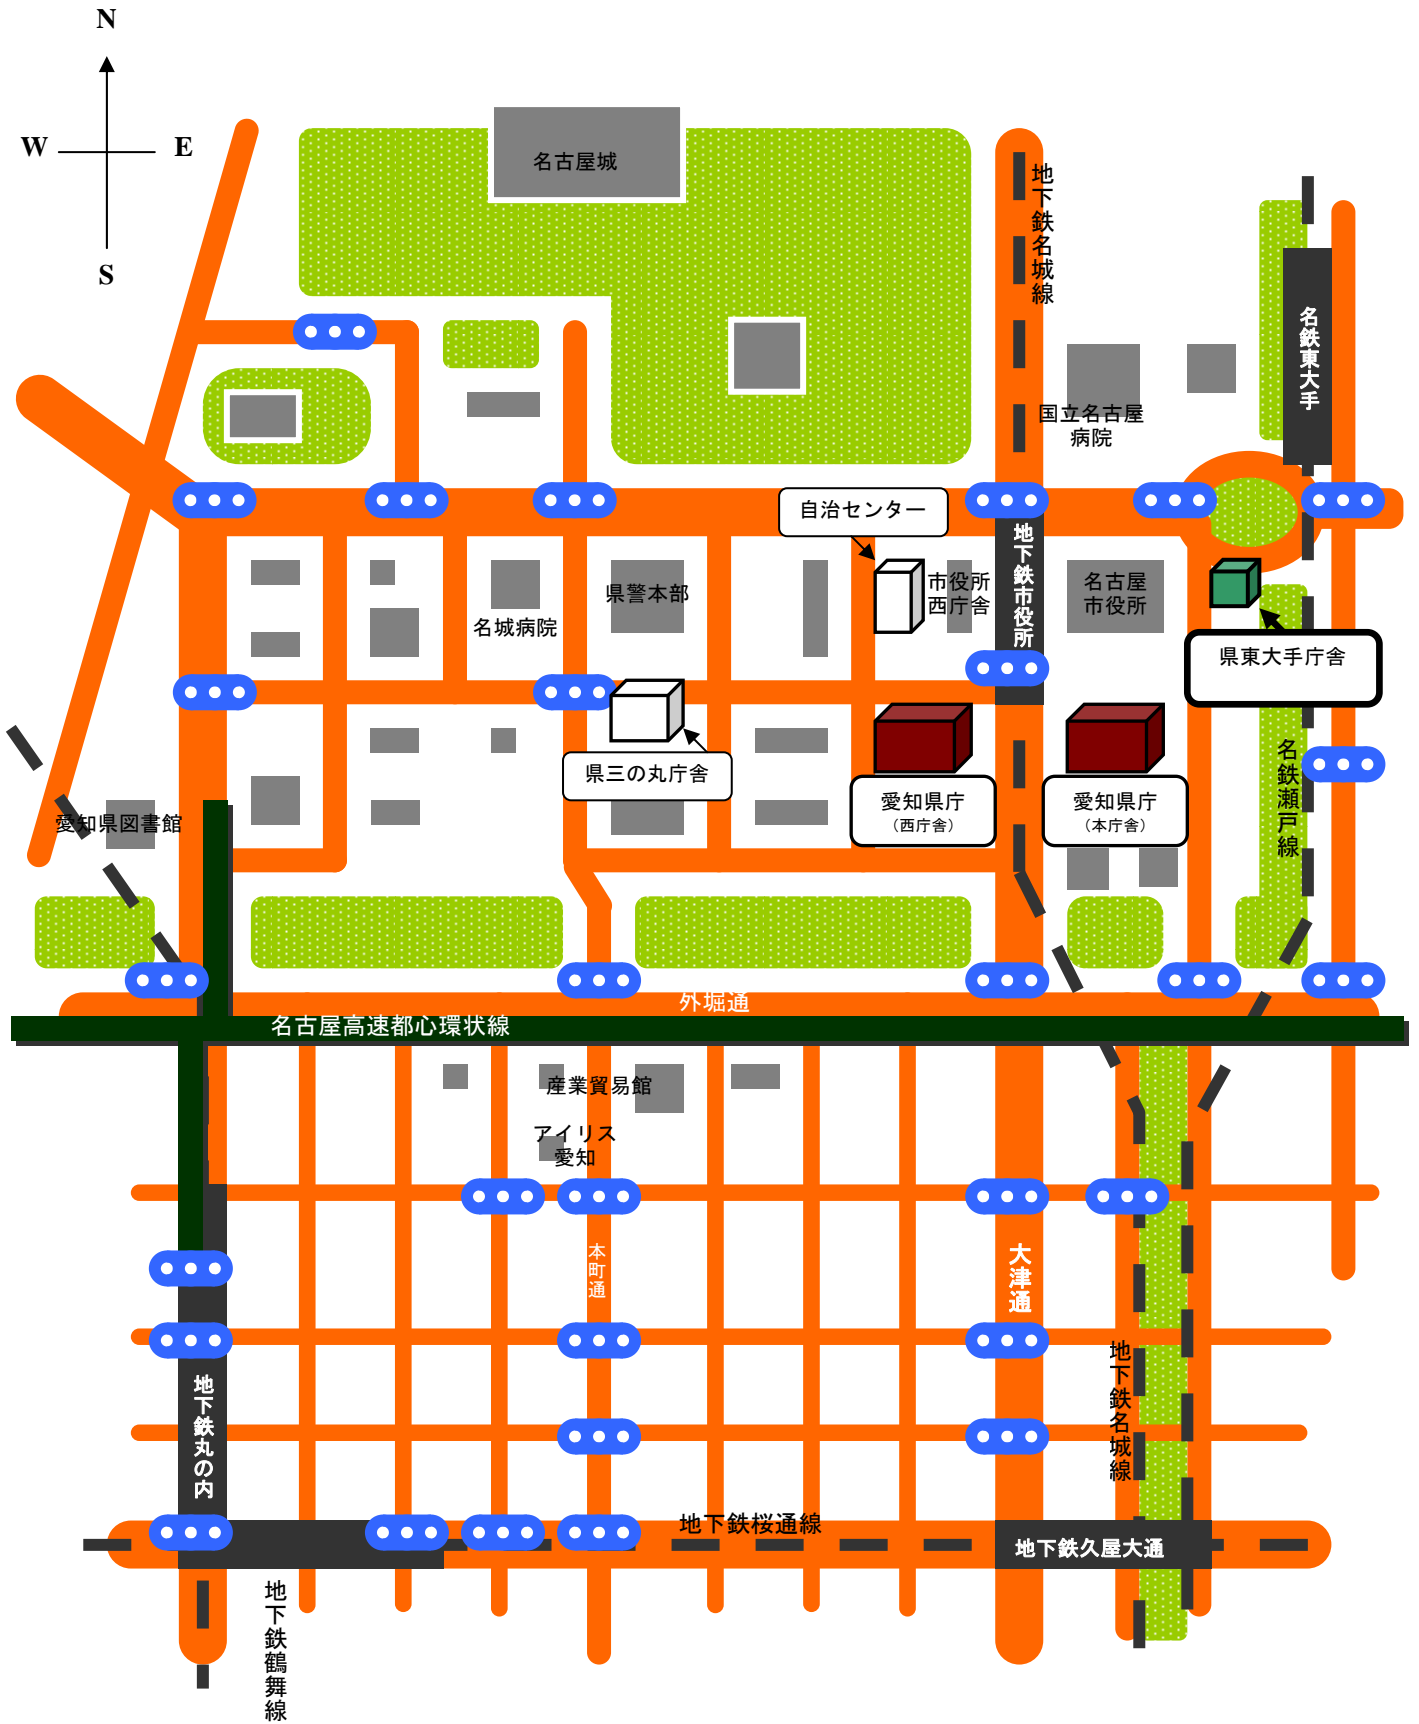 N
W
E
S
名古屋城
地下鉄名城線
名鉄東大手
国立名古屋
病院
自治センター
地下鉄市役所
市役所
西庁舎
名古屋
市役所
県警本部
名城病院
県東大手庁舎
県三の丸庁舎
愛知県庁
（西庁舎）
愛知県庁
（本庁舎）
名鉄瀬戸線
愛知県図書館
外堀通
名古屋高速都心環状線
産業貿易館
アイリス
愛知
本町通
大津通
地下鉄名城線
地下鉄丸の内
地下鉄桜通線
地下鉄久屋大通
地下鉄鶴舞線